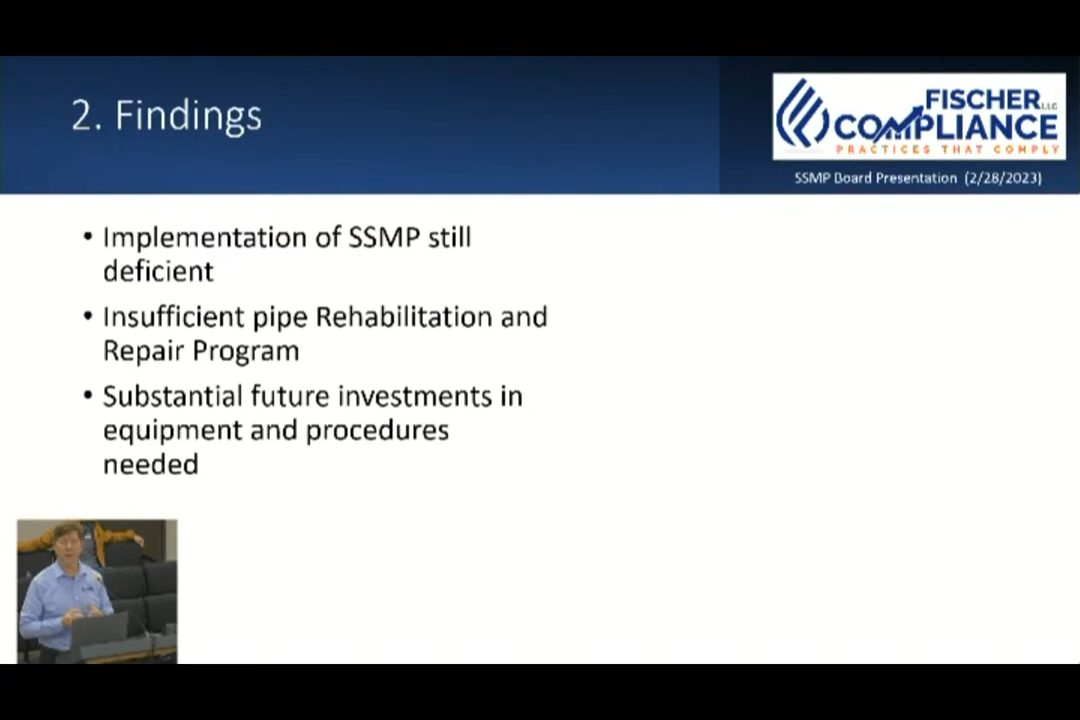 2. Findings
FISCHER LLC
COMPLIANCE
PRACTICES THAT COMPLY
SSMP Board Presentation (2/28/2023)
• Implementation of SSMP still
deficient
• Insufficient pipe Rehabilitation and
Repair Program
• Substantial future investments in
equipment and procedures
needed